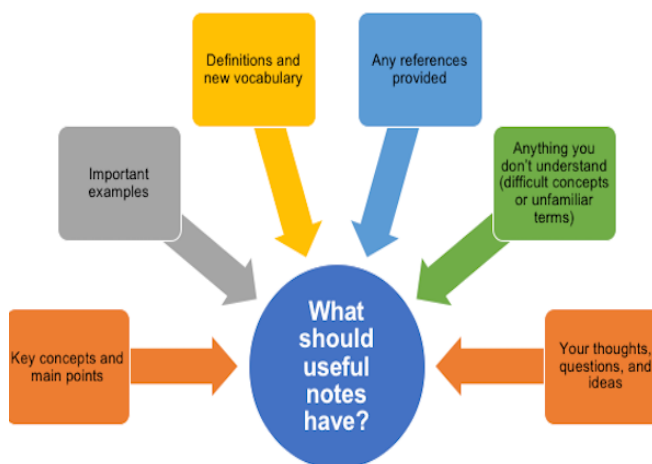 Definitions and
new vocabulary
Any references
provided
Important
examples
Anything you
don't understand
(difficult concepts
or unfamiliar
terms)
Key concepts and
main points
What
should
useful
notes
have?
Your thoughts,
questions, and
ideas